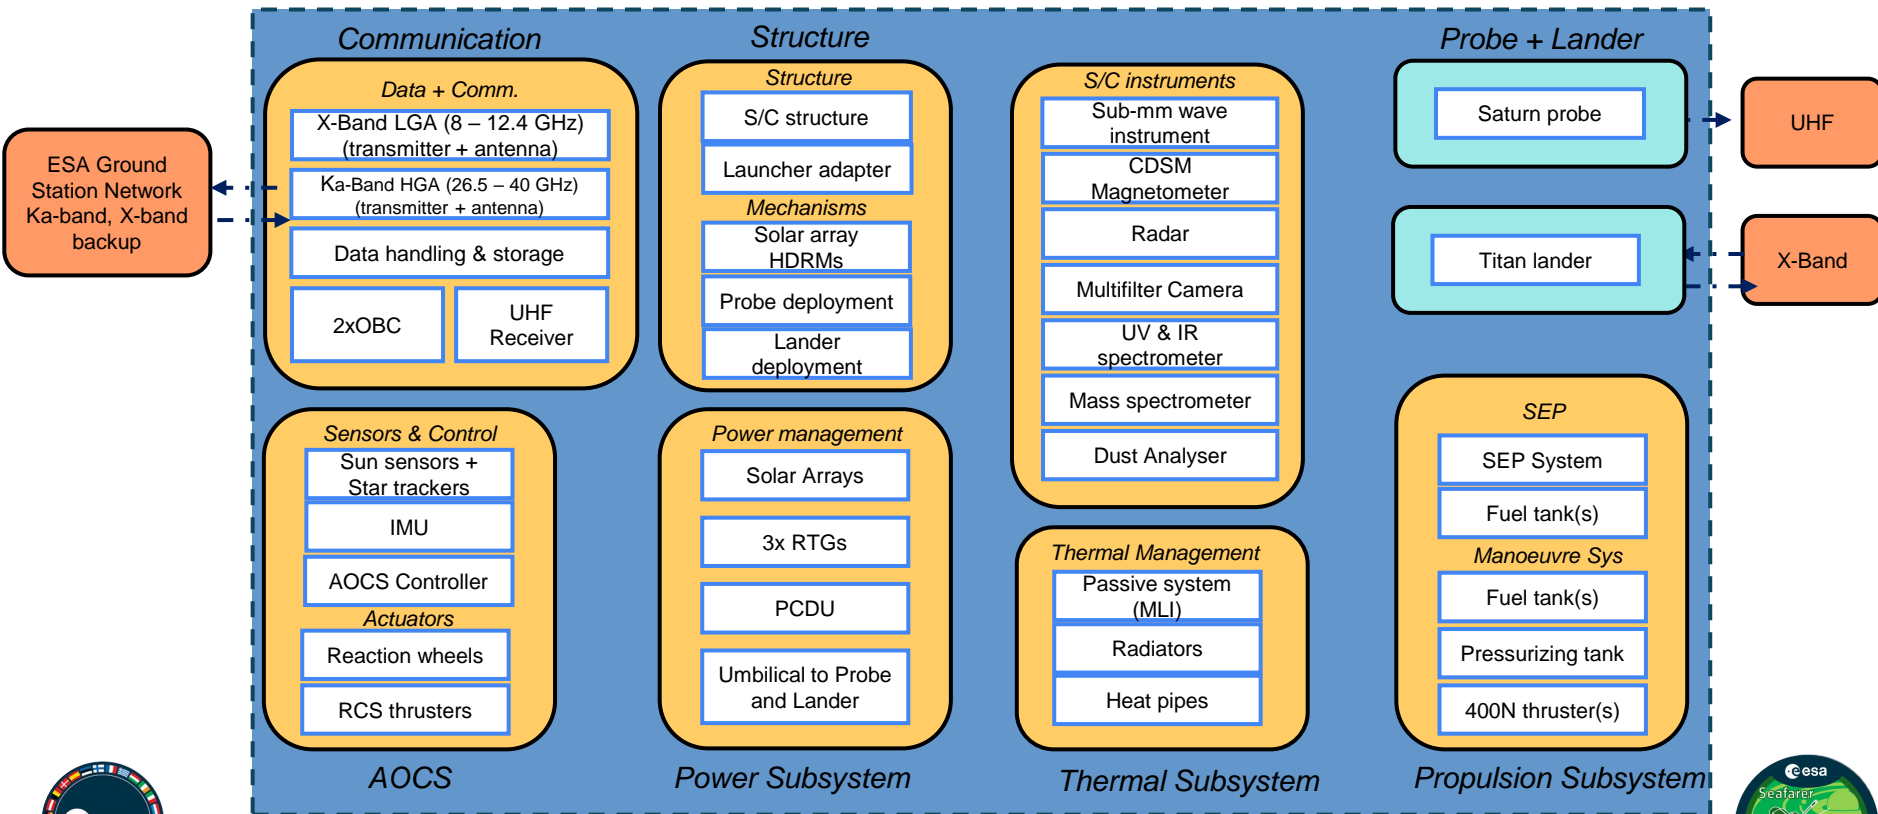 Communication
Structure
Probe + Lander
ESA Ground
Station Network
Ka-band, X-band
backup
Data + Comm.
X-Band LGA (8 – 12.4 GHz)
(transmitter + antenna)
Ka-Band HGA (26.5 – 40 GHz)
(transmitter + antenna)
Data handling & storage
2xOBC
UHF
Receiver
Structure
S/C structure
Launcher adapter
Mechanisms
Solar array
HDRMs
Probe deployment
Lander
deployment
S/C instruments
Sub-mm wave
instrument
CDSM
Magnetometer
Radar
Multifilter Camera
UV & IR
spectrometer
Mass spectrometer
Dust Analyser
Saturn probe
UHF
Titan lander
X-Band
Sensors & Control
Sun sensors +
Star trackers
IMU
AOCS Controller
Actuators
Reaction wheels
RCS thrusters
Power management
Solar Arrays
3x RTGs
PCDU
Umbilical to Probe
and Lander
Thermal Management
Passive system
(MLI)
Radiators
Heat pipes
SEP
SEP System
Fuel tank(s)
Manoeuvre Sys
Fuel tank(s)
Pressurizing tank
400N thruster(s)
AOCS
Power Subsystem
Thermal Subsystem
Propulsion Subsystem
esa
Seafarer